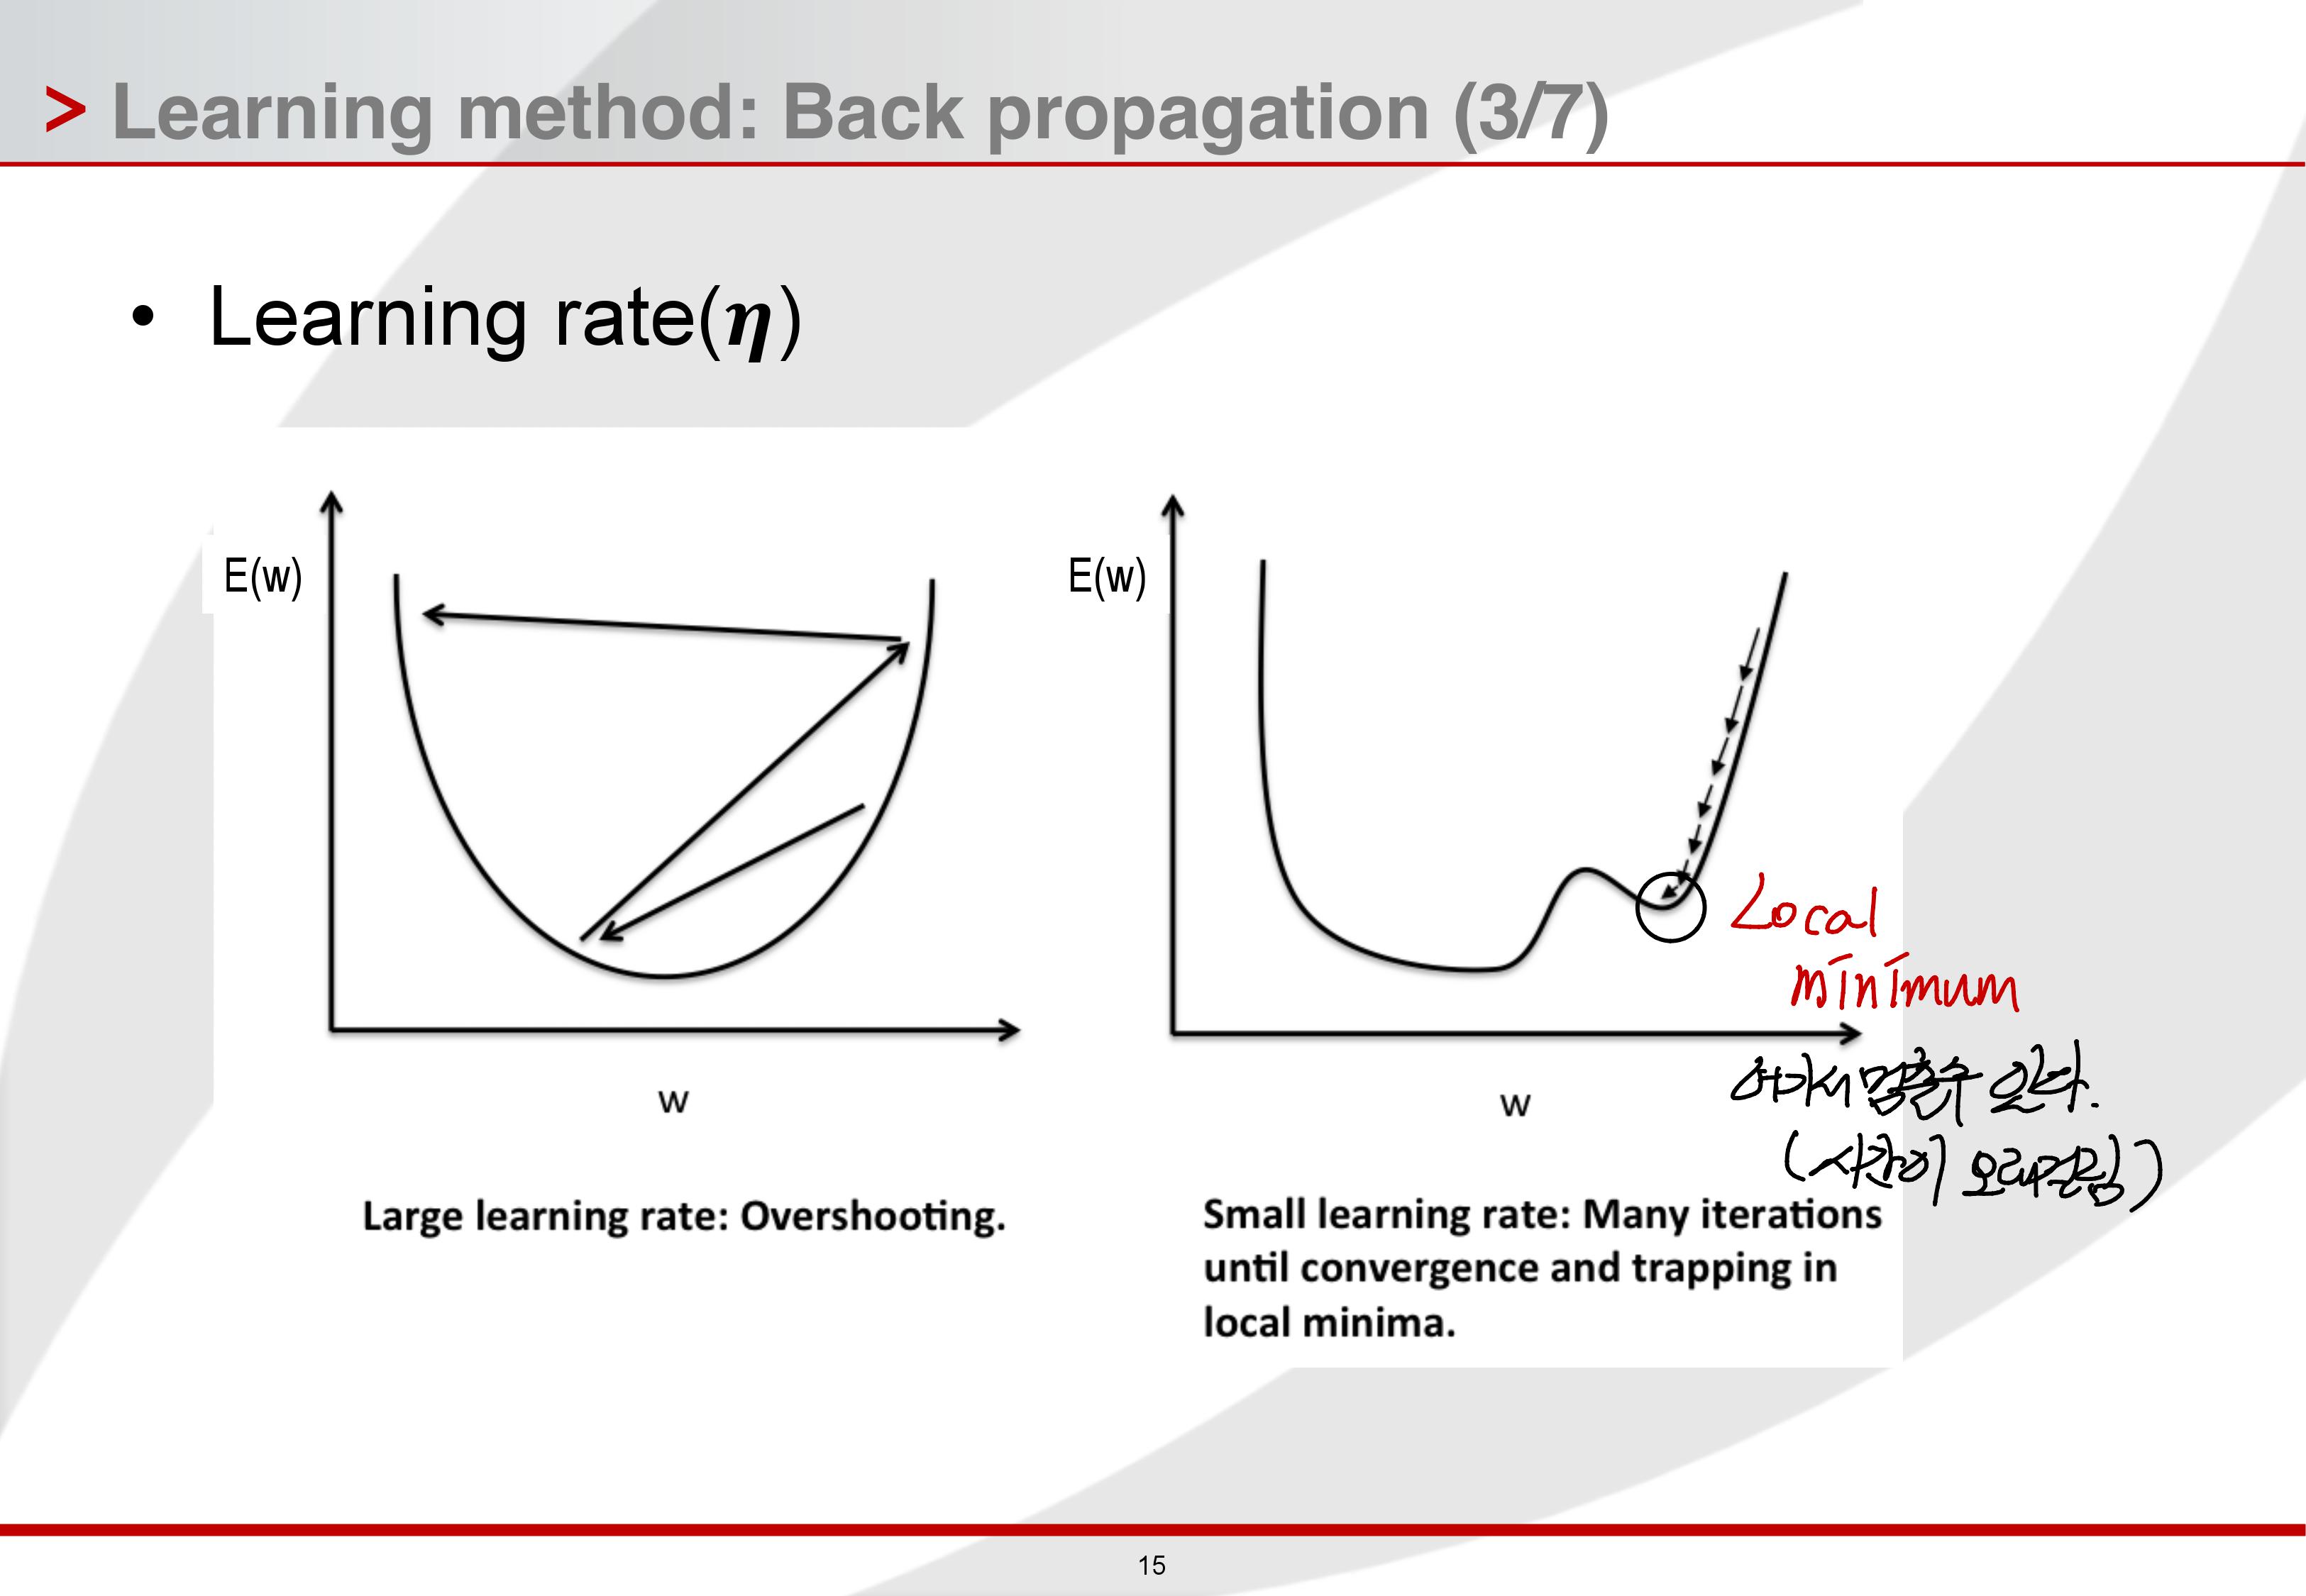 > Learning method: Back propagation (3/7)
• Learning rate(η)
E(w)
w
Large learning rate: Overshooting.
E(w)
Local
minimum
w
여기서 멈출수 있다.
(시간이 오래걸림)
Small learning rate: Many iterations
until convergence and trapping in
local minima.
15